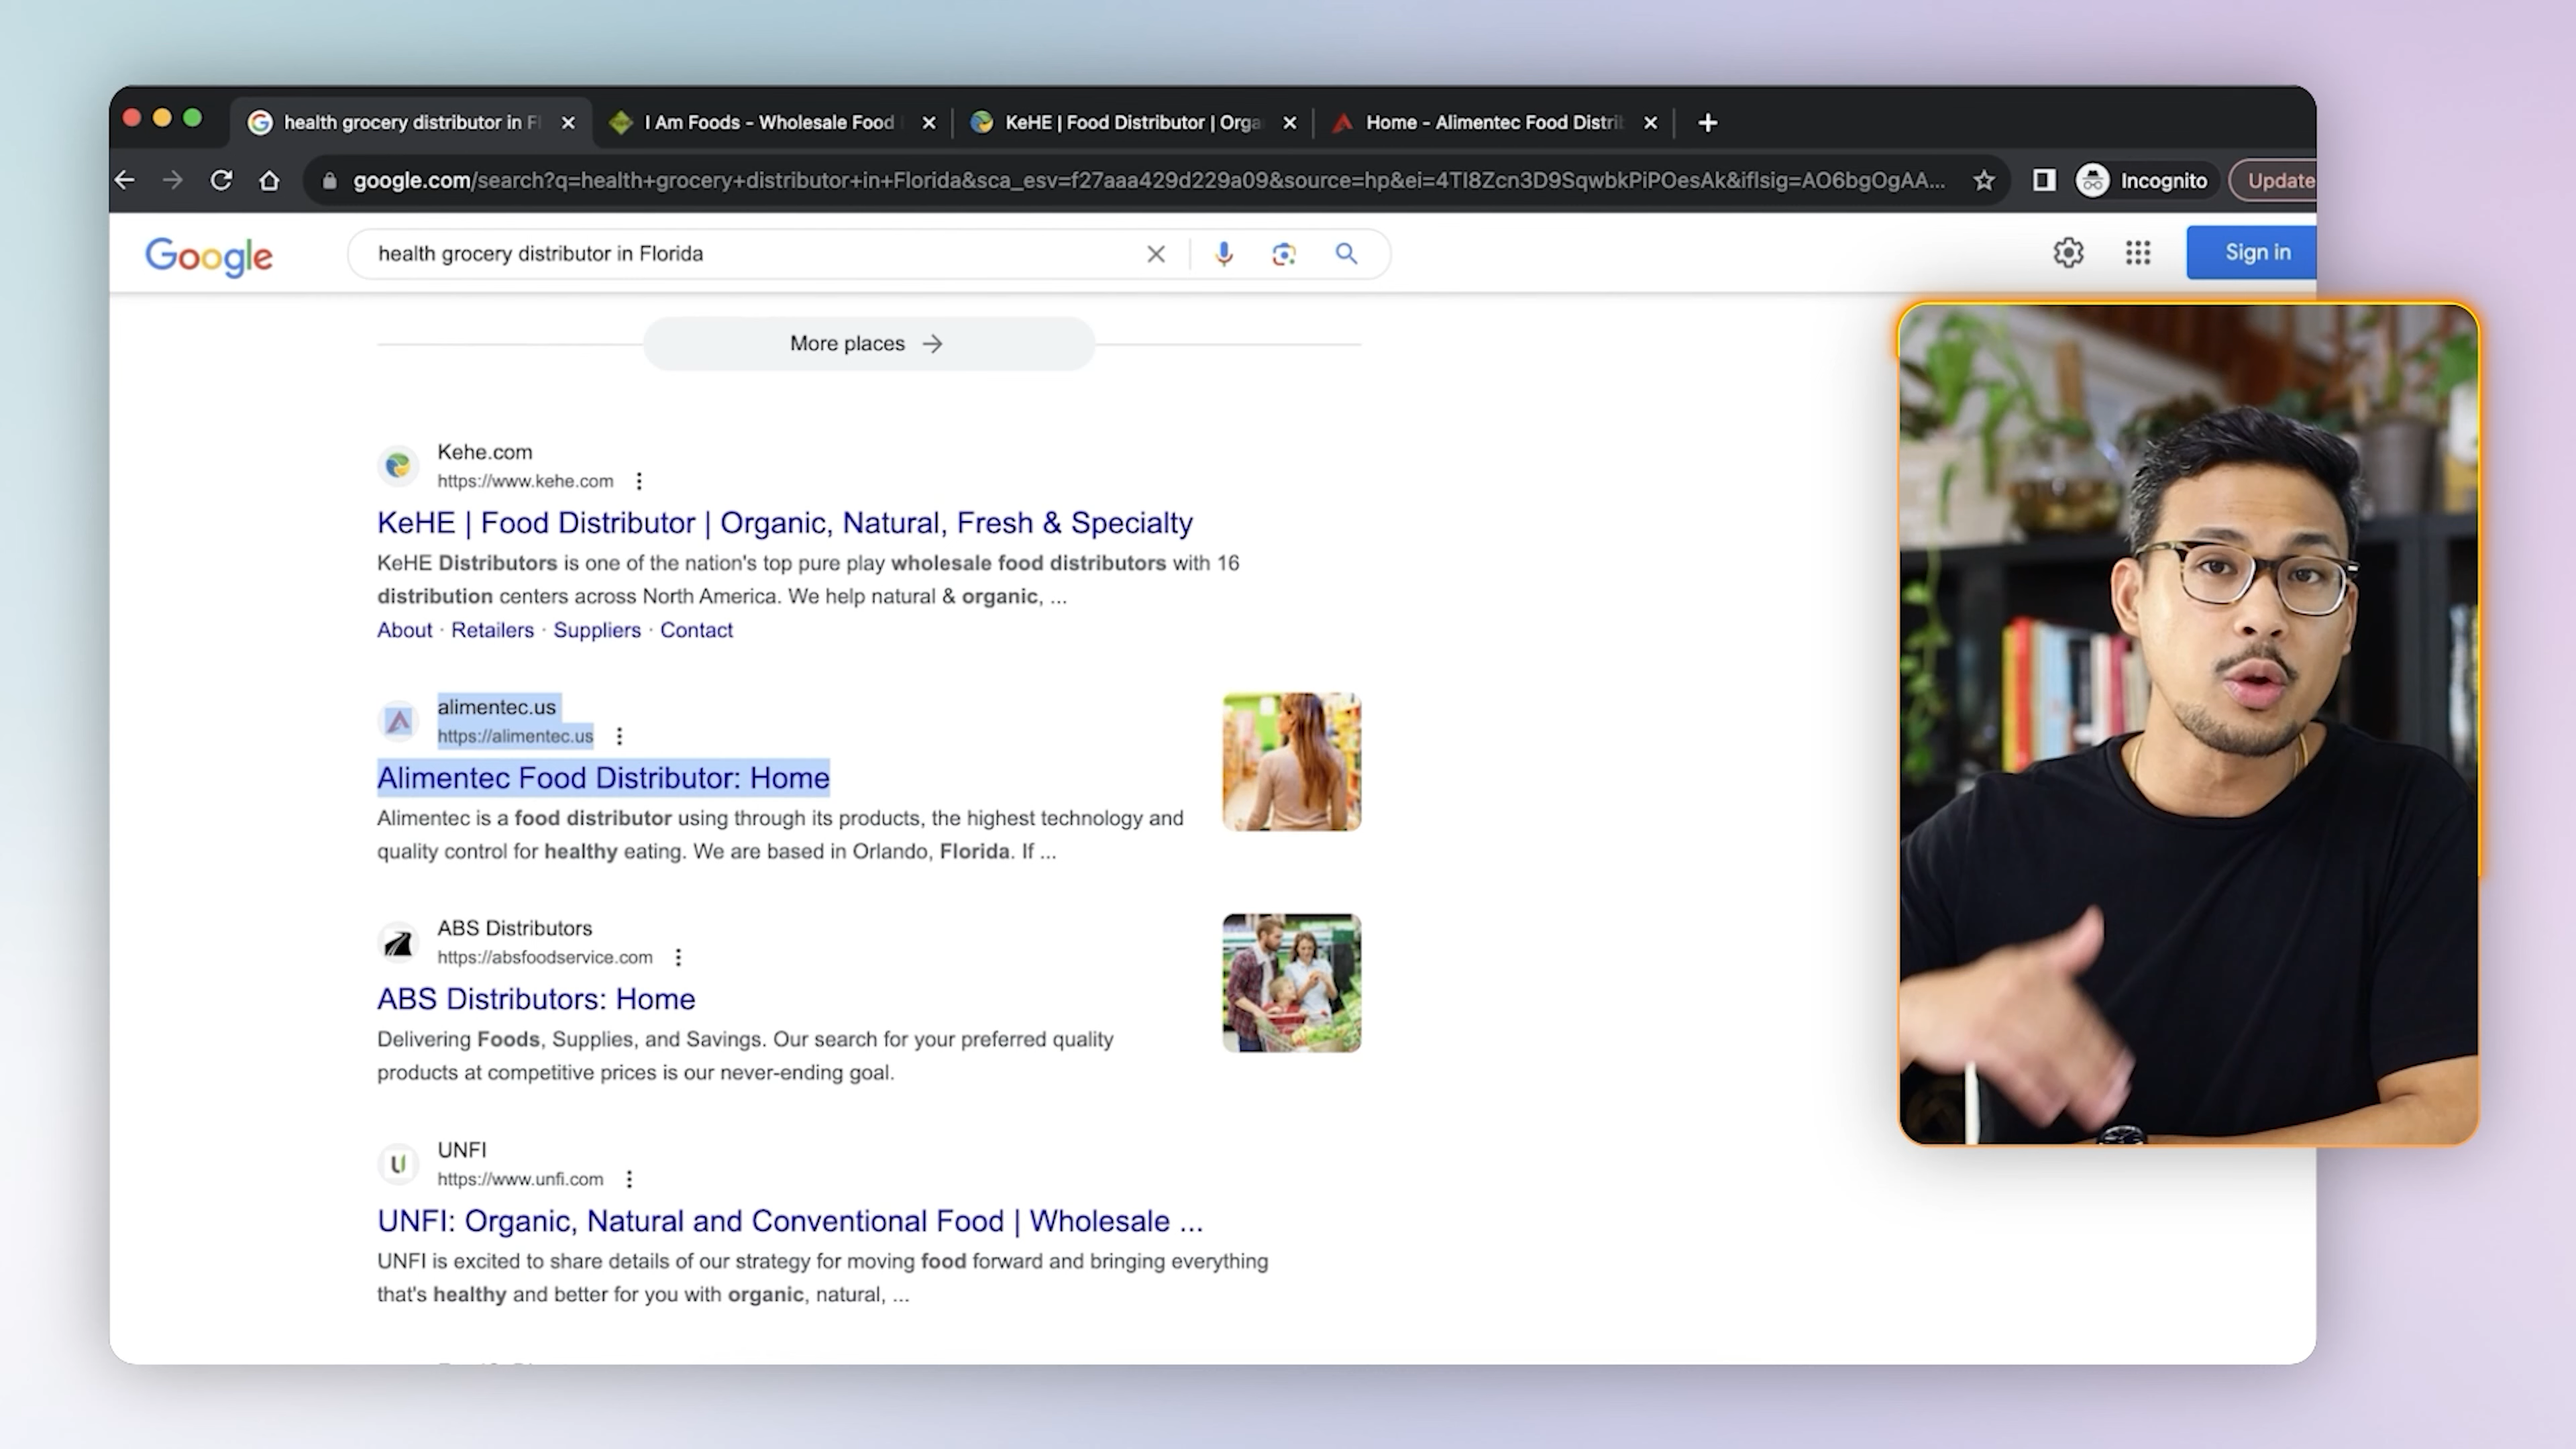 health grocery distributor in Fl
I Am Foods - Wholesale Food
KeHE | Food Distributor | Orga
Home - Alimentec Food Distrib
google.com/search?q=health+grocery+distributor+in+Florida&sca_esv=f27aaa429d229a09&source=hp&ei=4TI8Zcn3D9SqwbkPiPOesAk&iflsig=AO6bgOgAA...
Incognito
Update
Google
health grocery distributor in Florida
Sign in
More places
Kehe.com
https://www.kehe.com
KeHE | Food Distributor | Organic, Natural, Fresh & Specialty
KeHE Distributors is one of the nation's top pure play wholesale food distributors with 16
distribution centers across North America. We help natural & organic, ...
About · Retailers · Suppliers · Contact
alimentec.us
https://alimentec.us
Alimentec Food Distributor: Home
Alimentec is a food distributor using through its products, the highest technology and
quality control for healthy eating. We are based in Orlando, Florida. If ...
ABS Distributors
https://absfoodservice.com
ABS Distributors: Home
Delivering Foods, Supplies, and Savings. Our search for your preferred quality
products at competitive prices is our never-ending goal.
UNFI
https://www.unfi.com
UNFI: Organic, Natural and Conventional Food | Wholesale ...
UNFI is excited to share details of our strategy for moving food forward and bringing everything
that's healthy and better for you with organic, natural, ...